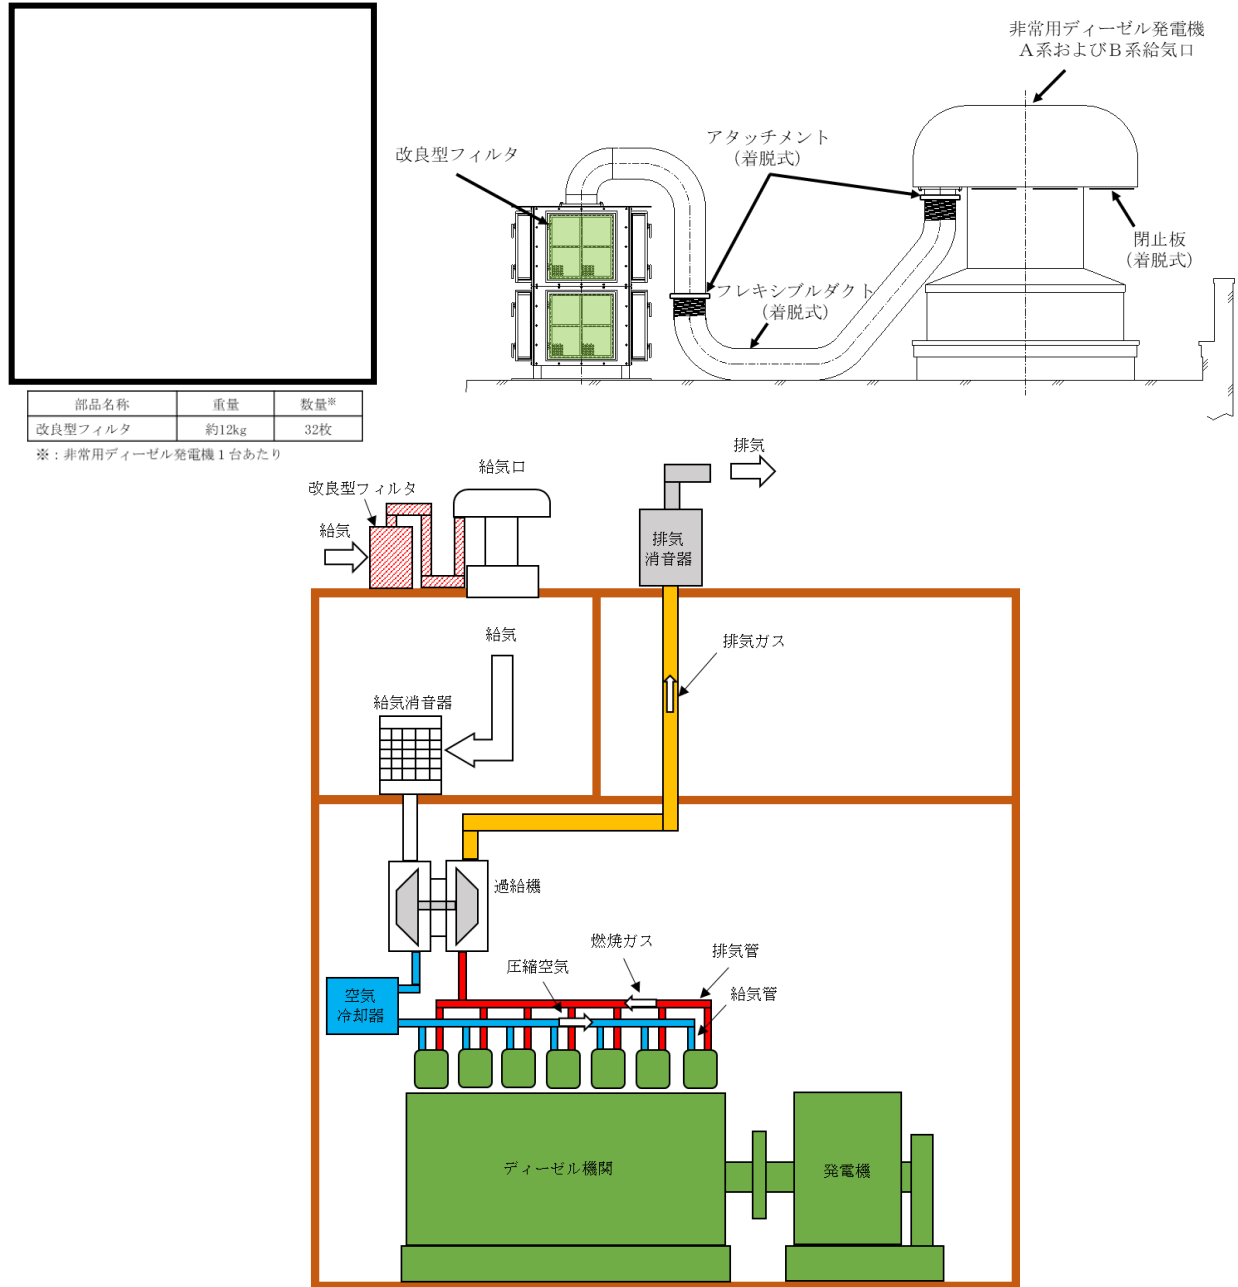 非常用ディーゼル発電機
A系およびB系給気口
アタッチメント
(着脱式)
改良型フィルタ
閉止板
(着脱式)
フレキシブルダクト
(着脱式)
部品名称 重量 数量※
改良型フィルタ 約12kg 32枚
※：非常用ディーゼル発電機1台あたり
排気
給気口
改良型フィルタ
給気
排気
消音器
給気
排気ガス
給気消音器
過給機
燃焼ガス
排気管
圧縮空気
給気管
空気
冷却器
ディーゼル機関
発電機